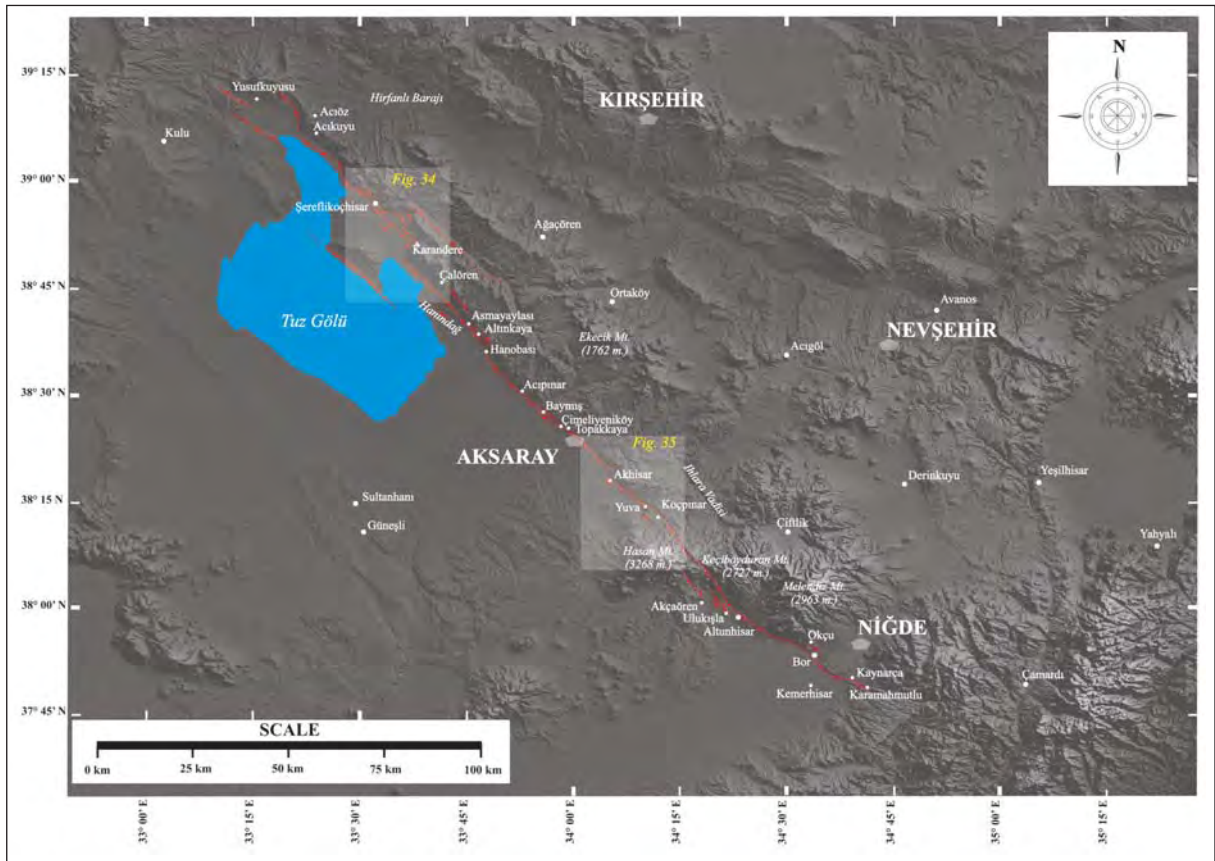 N
39° 15' N
39° 00' N
38° 45' N
38° 30' N
38° 15' N
38° 00' N
37° 45' N
Yusufkuyusu
Hirfanlı Barajı
KIRŞEHİR
Acıöz
Acıkuyu
Kulu
Fig. 34
Şereflikoçhisar
Ağaçören
Karandere
Çalören
Ortaköy
Avanos
Tuz Gölü
Hanındağ
Asmayaylası
Altınkaya
Hanobası
Ekecik Mt.
(1762 m.)
NEVŞEHİR
Acıgöl
Acıpınar
Baymış
Çimeliyeniköy
Topakkaya
AKSARAY
Fig. 35
Akhisar
Ihlara Vadisi
Derinkuyu
Yeşilhisar
Sultanhanı
Güneşli
Yuva
Koçpınar
Çiftlik
Yahyalı
Hasan Mt.
(3268 m.)
Keçiboyduran Mt.
(2727 m.)
Melendiz Mt.
(2963 m.)
Akçaören
Ulukışla
Altunhisar
NİĞDE
Okçu
Bor
Kaynarca
Kemerhisar
Karamahmutlu
Çamardı
SCALE
0 km
25 km
50 km
75 km
100 km
33° 00' E
33° 15' E
33° 30' E
33° 45' E
34° 00' E
34° 15' E
34° 30' E
34° 45' E
35° 00' E
35° 15' E